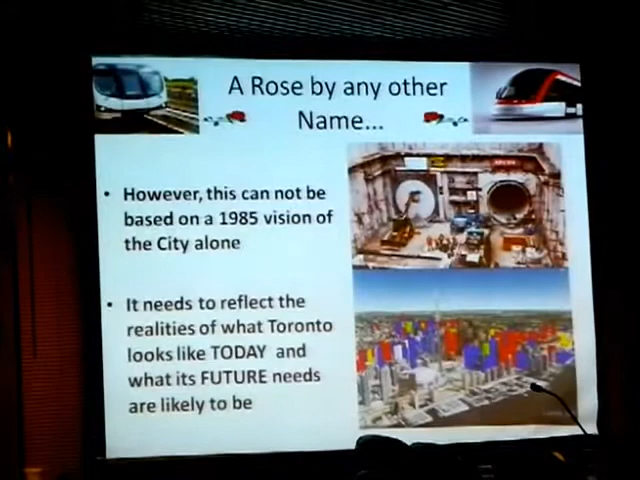 A Rose by any other
Name...
• However, this can not be
based on a 1985 vision of
the City alone
• It needs to reflect the
realities of what Toronto
looks like TODAY and
what its FUTURE needs
are likely to be